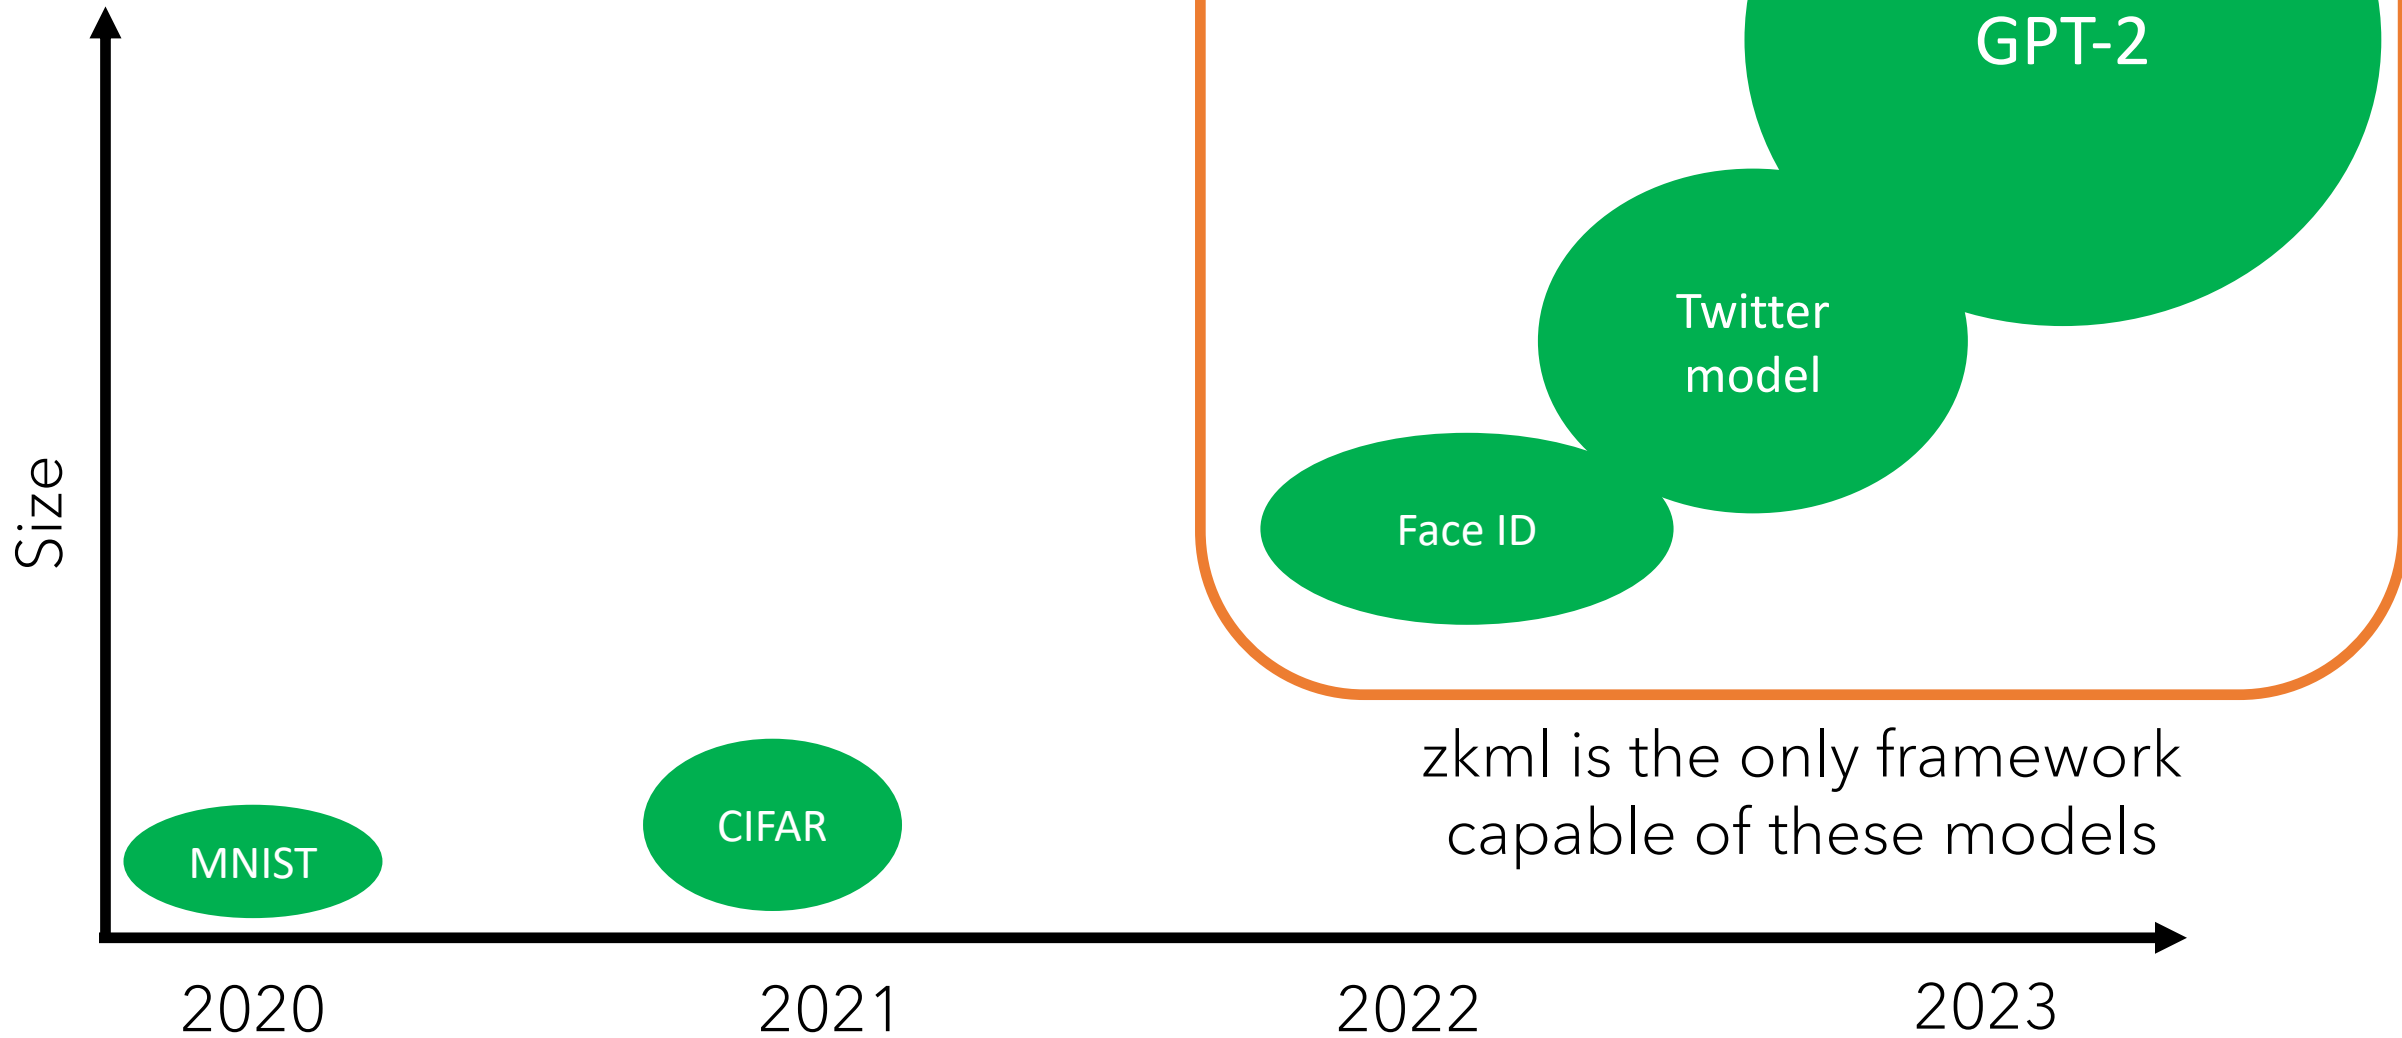 GPT-2
Twitter
model
Face ID
Size
zkml is the only framework
capable of these models
CIFAR
MNIST
2020
2021
2022
2023